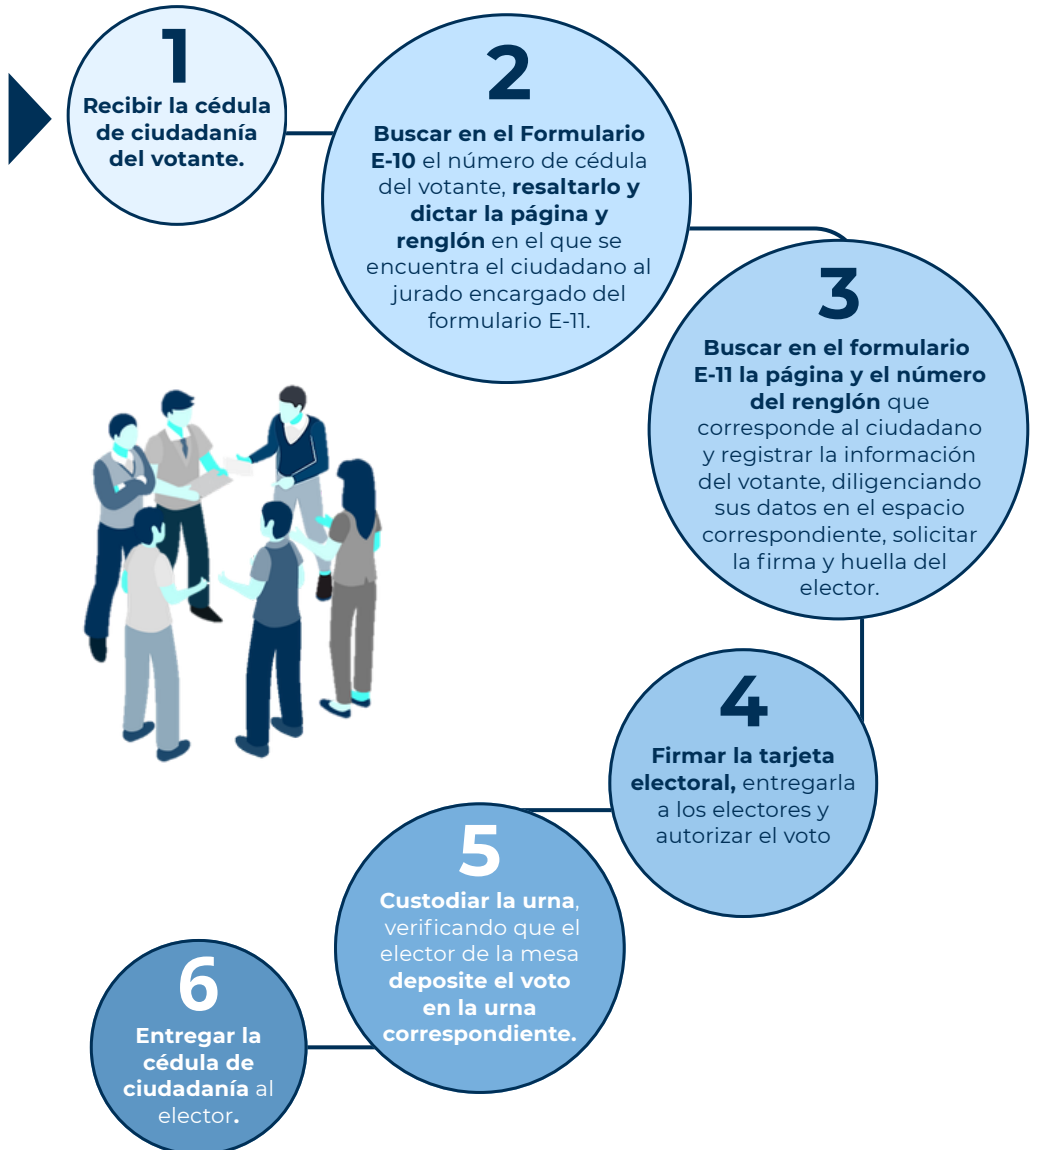 1
Recibir la cédula
de ciudadanía
del votante.
2
Buscar en el Formulario
E-10 el número de cédula
del votante, resaltarlo y
dictar la página y
renglón en el que se
encuentra el ciudadano al
jurado encargado del
formulario E-11.
3
Buscar en el formulario
E-11 la página y el número
del renglón que
corresponde al ciudadano
y registrar la información
del votante, diligenciando
sus datos en el espacio
correspondiente, solicitar
la firma y huella del
elector.
4
Firmar la tarjeta
electoral, entregarla
a los electores y
autorizar el voto
5
Custodiar la urna,
verificando que el
elector de la mesa
deposite el voto
en la urna
correspondiente.
6
Entregar la
cédula de
ciudadanía al
elector.